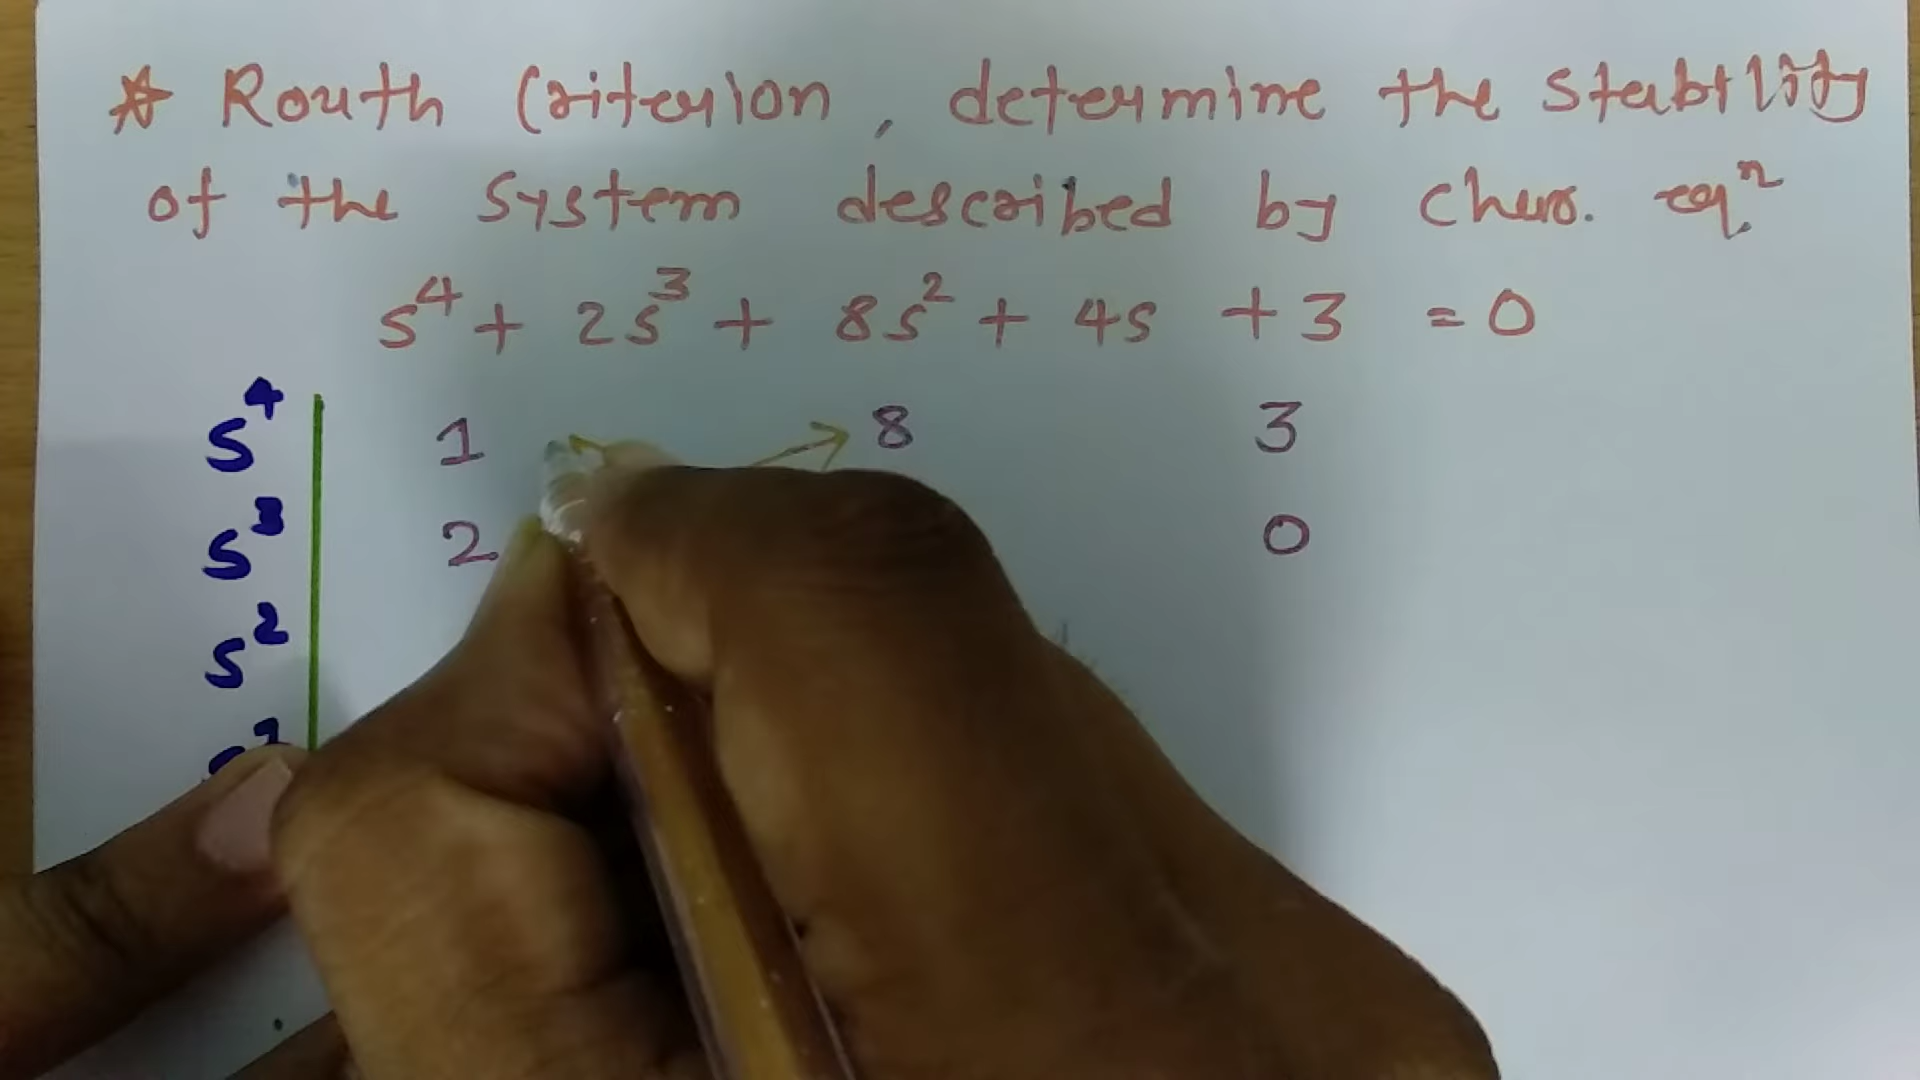 ☆ Routh Criterion, determine the stability
of the system described by char. eqⁿ.
s⁴ + 2s³ + 8s² + 4s + 3 = 0
s⁴ 1 8 3
s³ 2 0
s²